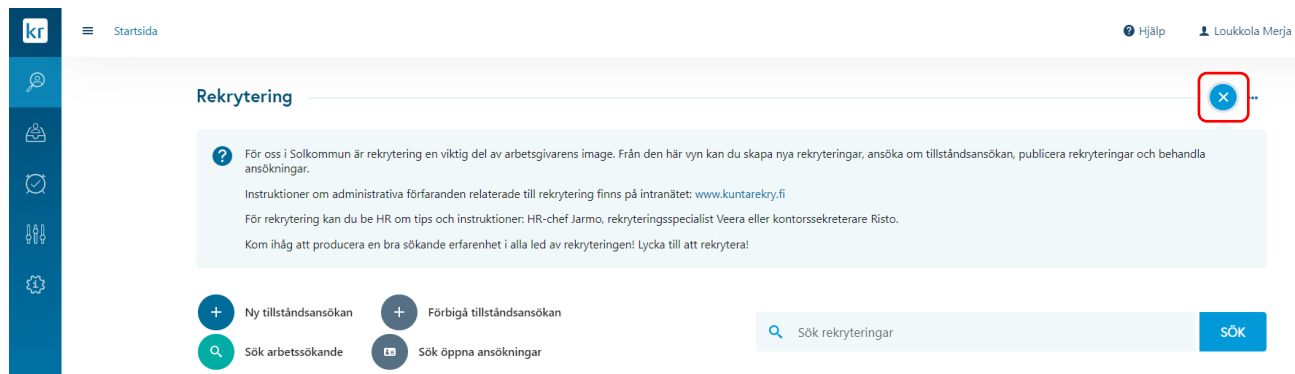 kr Startsida Hjälp Loukkola Merja
Rekrytering
För oss i Solkommun är rekrytering en viktig del av arbetsgivarens image. Från den här vyn kan du skapa nya rekryteringar, ansöka om tillståndsansökan, publicera rekryteringar och behandla
ansökningar.
Instruktioner om administrativa förfaranden relaterade till rekrytering finns på intranätet: www.kuntarekry.fi
För rekrytering kan du be HR om tips och instruktioner: HR-chef Jarmo, rekryteringsspecialist Veera eller kontorssekreterare Risto.
Kom ihåg att producera en bra sökande erfarenhet i alla led av rekryteringen! Lycka till att rekrytera!
Ny tillståndsansökan Förbigå tillståndsansökan
Sök rekryteringar SÖK
Sök arbetssökande Sök öppna ansökningar